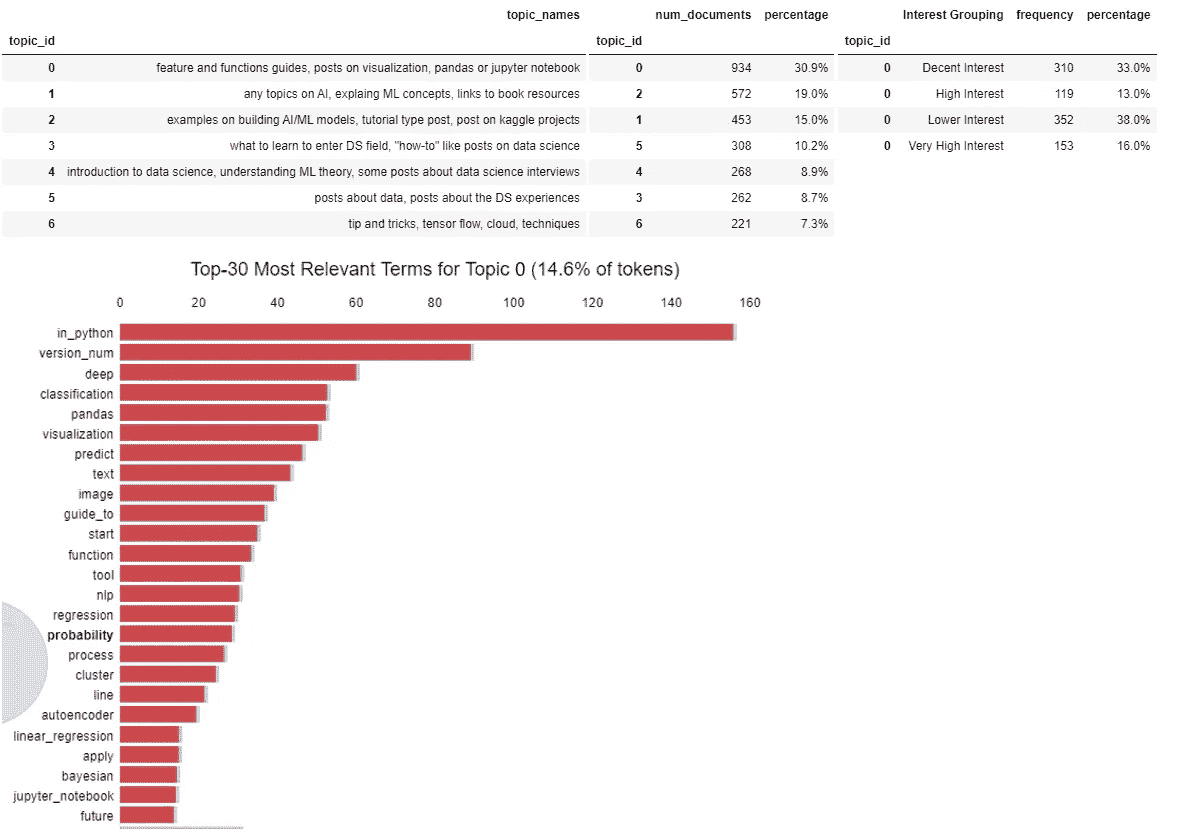 topic_names num_documents percentage Interest Grouping frequency percentage
topic_id topic_id topic_id
0 feature and functions guides, posts on visualization, pandas or jupyter notebook 0 934 30.9% 0 Decent Interest 310 33.0%
1 any topics on AI, explaing ML concepts, links to book resources 2 572 19.0% 0 High Interest 119 13.0%
2 examples on building AI/ML models, tutorial type post, post on kaggle projects 1 453 15.0% 0 Lower Interest 352 38.0%
3 what to learn to enter DS field, "how-to" like posts on data science 5 308 10.2% 0 Very High Interest 153 16.0%
4 introduction to data science, understanding ML theory, some posts about data science interviews 4 268 8.9%
5 posts about data, posts about the DS experiences 3 262 8.7%
6 tip and tricks, tensor flow, cloud, techniques 6 221 7.3%
Top-30 Most Relevant Terms for Topic 0 (14.6% of tokens)
0 20 40 60 80 100 120 140 160
in_python
version_num
deep
classification
pandas
visualization
predict
text
image
guide_to
start
function
tool
nlp
regression
probability
process
cluster
line
autoencoder
linear_regression
apply
bayesian
jupyter_notebook
future